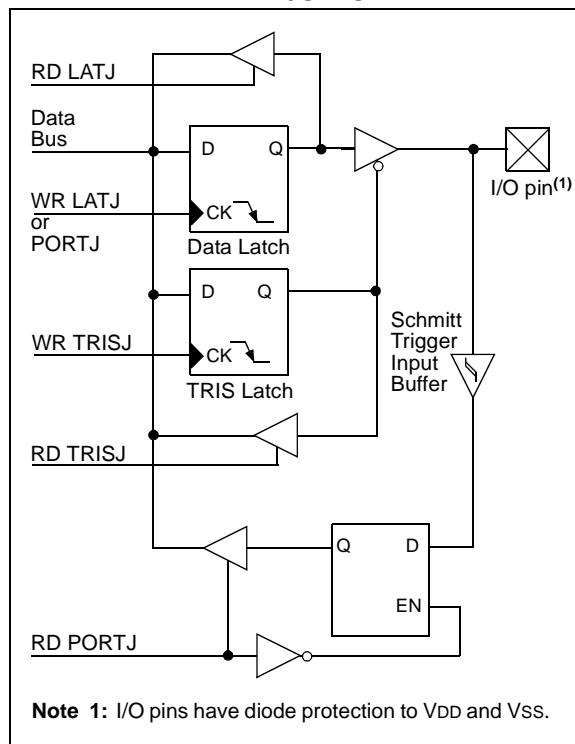 RD LATJ
Data
Bus
D Q
I/O pin(1)
WR LATJ
or
PORTJ
CK
Data Latch
D Q
Schmitt
Trigger
Input
Buffer
WR TRISJ
CK
TRIS Latch
RD TRISJ
Q D
EN
RD PORTJ
Note 1: I/O pins have diode protection to VDD and VSS.